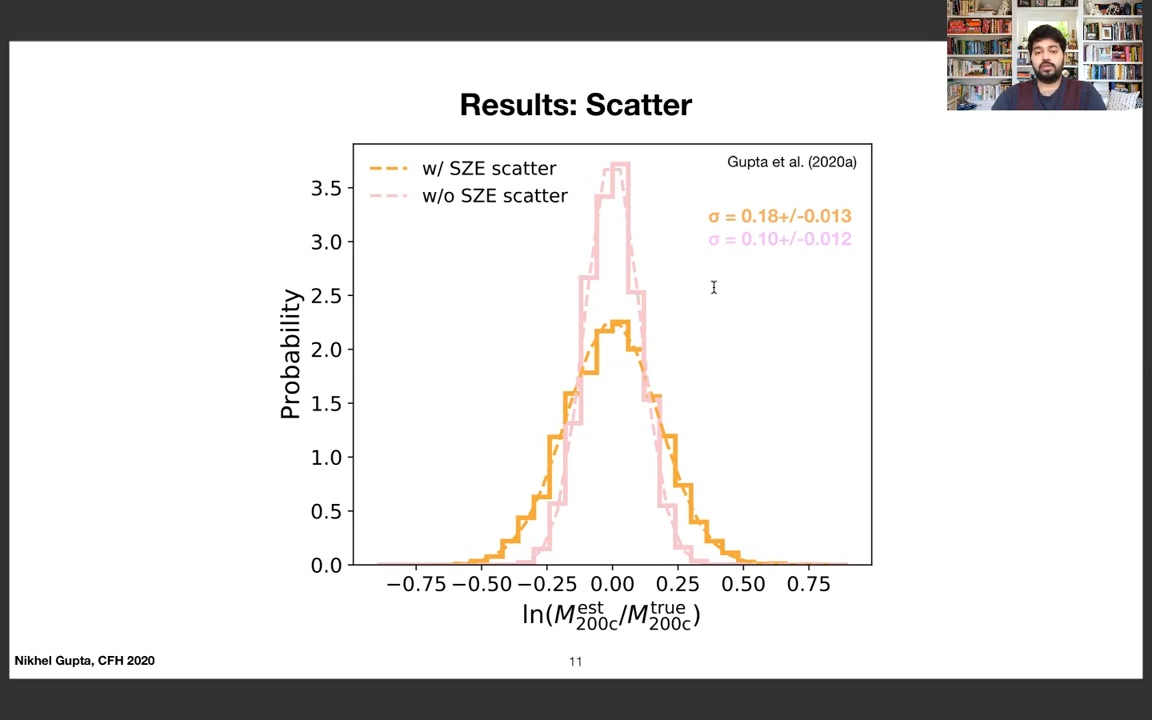 Results: Scatter
w/ SZE scatter
w/o SZE scatter
Gupta et al. (2020a)
σ = 0.18+/-0.013
σ = 0.10+/-0.012
Probability
3.5
3.0
2.5
2.0
1.5
1.0
0.5
0.0
−0.75 −0.50 −0.25 0.00 0.25 0.50 0.75
ln(M^est_200c/M^true_200c)
Nikhel Gupta, CFH 2020
11